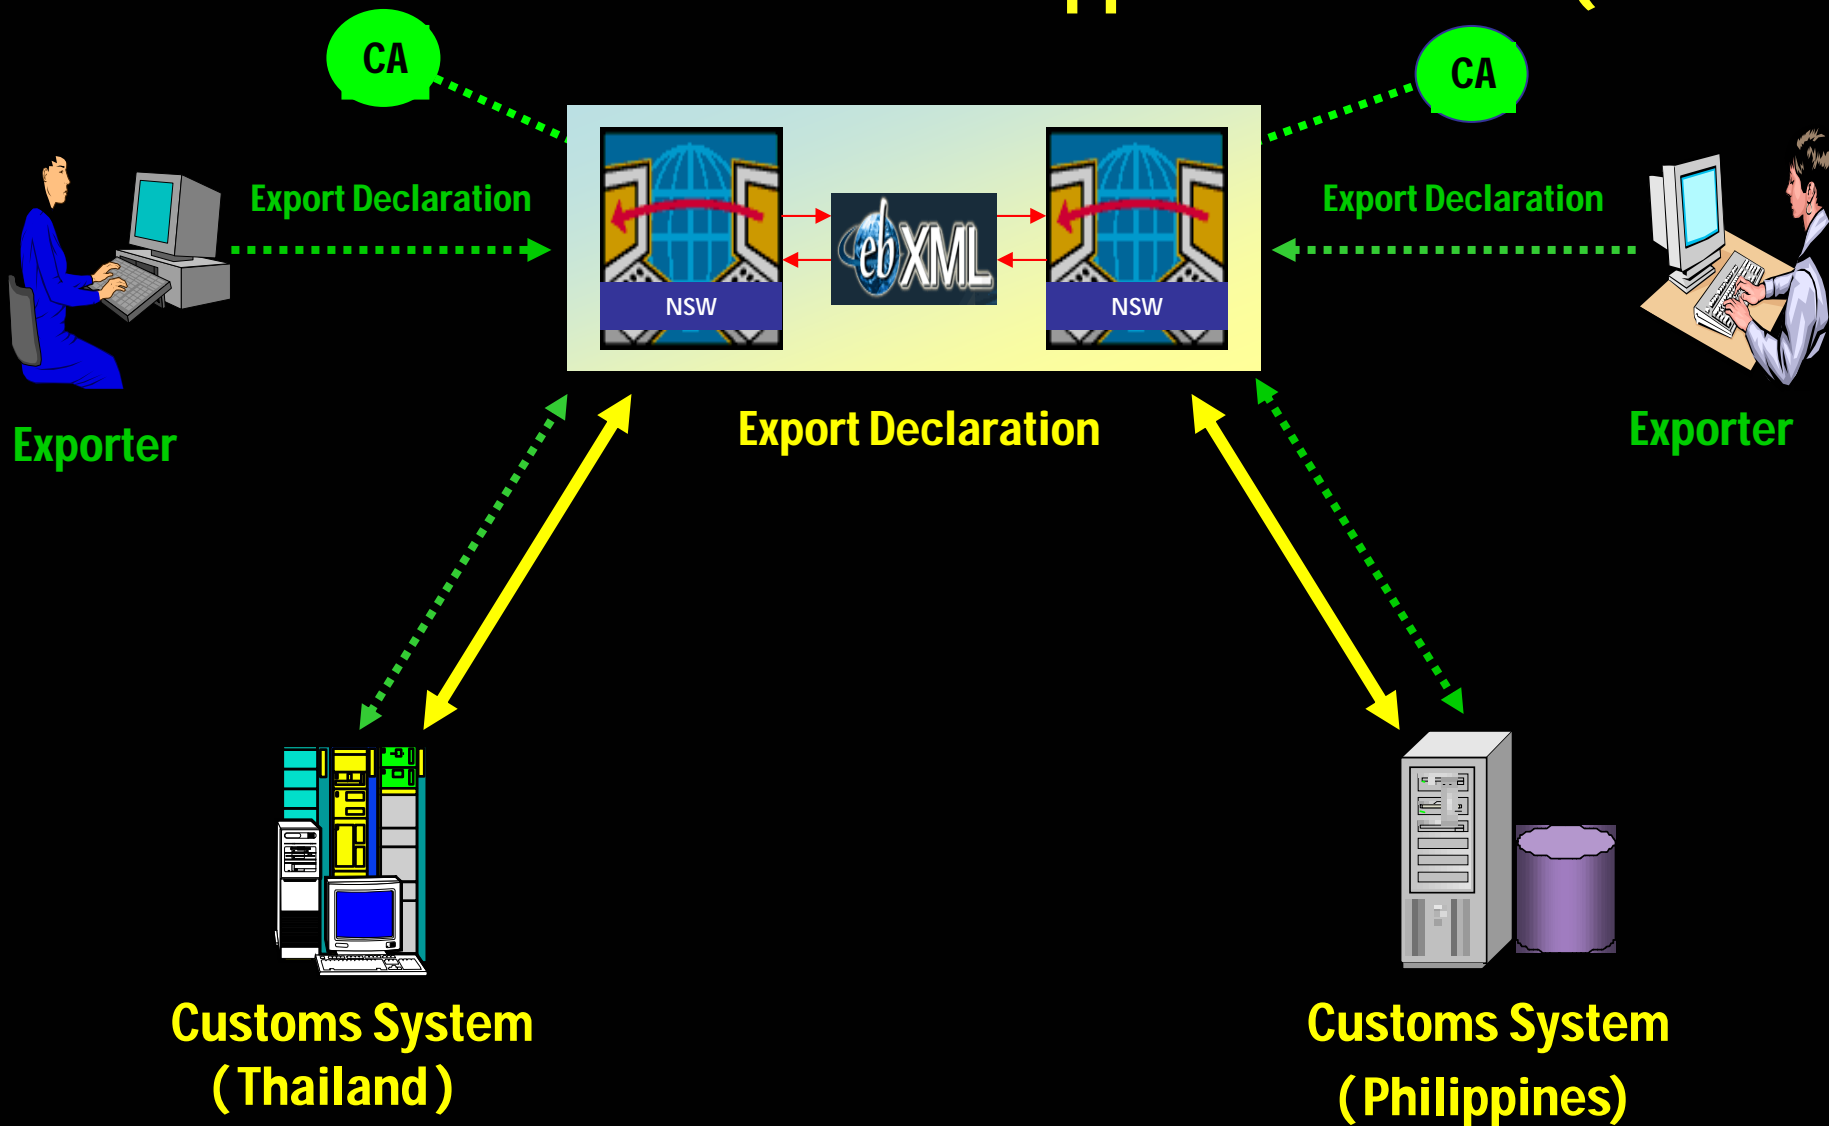 CA
CA
Export Declaration
Export Declaration
ebXML
NSW
NSW
Export Declaration
Exporter
Exporter
Customs System
(Thailand)
Customs System
(Philippines)